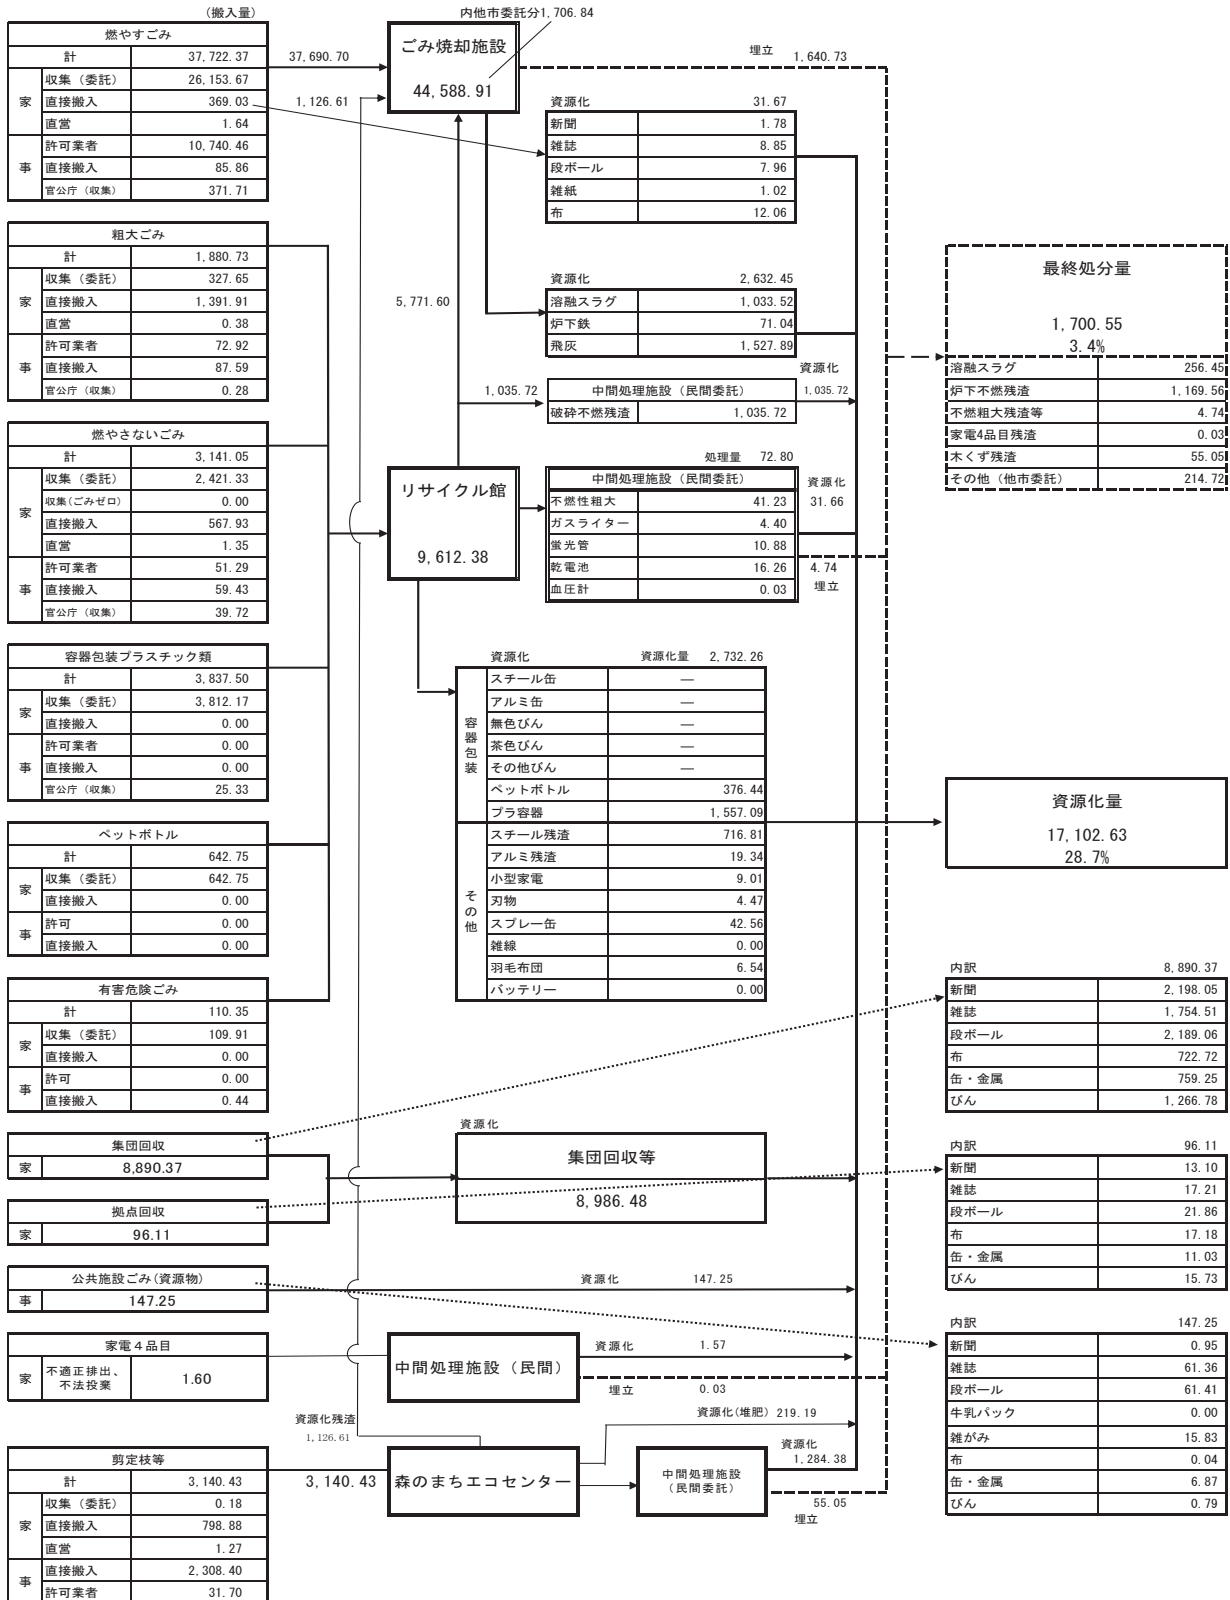 (搬入量)
燃やすごみ
計 37,722.37
家 収集（委託） 26,153.67
直接搬入 369.03
直営 1.64
事 許可業者 10,740.46
直接搬入 85.86
官公庁（収集） 371.71
粗大ごみ
計 1,880.73
家 収集（委託） 327.65
直接搬入 1,391.91
直営 0.38
事 許可業者 72.92
直接搬入 87.59
官公庁（収集） 0.28
燃やさないごみ
計 3,141.05
家 収集（委託） 2,421.33
収集(ごみゼロ) 0.00
直接搬入 567.93
直営 1.35
事 許可業者 51.29
直接搬入 59.43
官公庁（収集） 39.72
容器包装プラスチック類
計 3,837.50
家 収集（委託） 3,812.17
直接搬入 0.00
事 許可業者 0.00
直接搬入 0.00
官公庁（収集） 25.33
ペットボトル
計 642.75
家 収集（委託） 642.75
直接搬入 0.00
事 許可 0.00
直接搬入 0.00
有害危険ごみ
計 110.35
家 収集（委託） 109.91
直接搬入 0.00
事 許可 0.00
直接搬入 0.44
集団回収
家 8,890.37
拠点回収
家 96.11
公共施設ごみ(資源物)
事 147.25
家電４品目
家 不適正排出、
不法投棄 1.60
剪定枝等
計 3,140.43
家 収集（委託） 0.18
直接搬入 798.88
直営 1.27
事 直接搬入 2,308.40
許可業者 31.70
37,690.70
1,126.61
内他市委託分1,706.84
ごみ焼却施設
44,588.91
埋立
1,640.73
資源化 31.67
新聞 1.78
雑誌 8.85
段ボール 7.96
雑紙 1.02
布 12.06
5,771.60
資源化 2,632.45
溶融スラグ 1,033.52
炉下鉄 71.04
飛灰 1,527.89
1,035.72
中間処理施設（民間委託）
破砕不燃残渣 1,035.72
資源化
1,035.72
リサイクル館
9,612.38
処理量 72.80
中間処理施設（民間委託）
不燃性粗大 41.23
ガスライター 4.40
蛍光管 10.88
乾電池 16.26
血圧計 0.03
資源化
31.66
4.74
埋立
資源化 資源化量 2,732.26
容器包装
スチール缶 —
アルミ缶 —
無色びん —
茶色びん —
その他びん —
ペットボトル 376.44
プラ容器 1,557.09
その他
スチール残渣 716.81
アルミ残渣 19.34
小型家電 9.01
刃物 4.47
スプレー缶 42.56
雑線 0.00
羽毛布団 6.54
バッテリー 0.00
資源化
集団回収等
8,986.48
資源化 147.25
中間処理施設（民間）
資源化 1.57
埋立 0.03
資源化残渣
1,126.61
3,140.43
森のまちエコセンター
資源化(堆肥) 219.19
中間処理施設
（民間委託）
資源化
1,284.38
55.05
埋立
最終処分量
1,700.55
3.4%
溶融スラグ 256.45
炉下不燃残渣 1,169.56
不燃粗大残渣等 4.74
家電4品目残渣 0.03
木くず残渣 55.05
その他（他市委託） 214.72
資源化量
17,102.63
28.7%
内訳 8,890.37
新聞 2,198.05
雑誌 1,754.51
段ボール 2,189.06
布 722.72
缶・金属 759.25
びん 1,266.78
内訳 96.11
新聞 13.10
雑誌 17.21
段ボール 21.86
布 17.18
缶・金属 11.03
びん 15.73
内訳 147.25
新聞 0.95
雑誌 61.36
段ボール 61.41
牛乳パック 0.00
雑がみ 15.83
布 0.04
缶・金属 6.87
びん 0.79